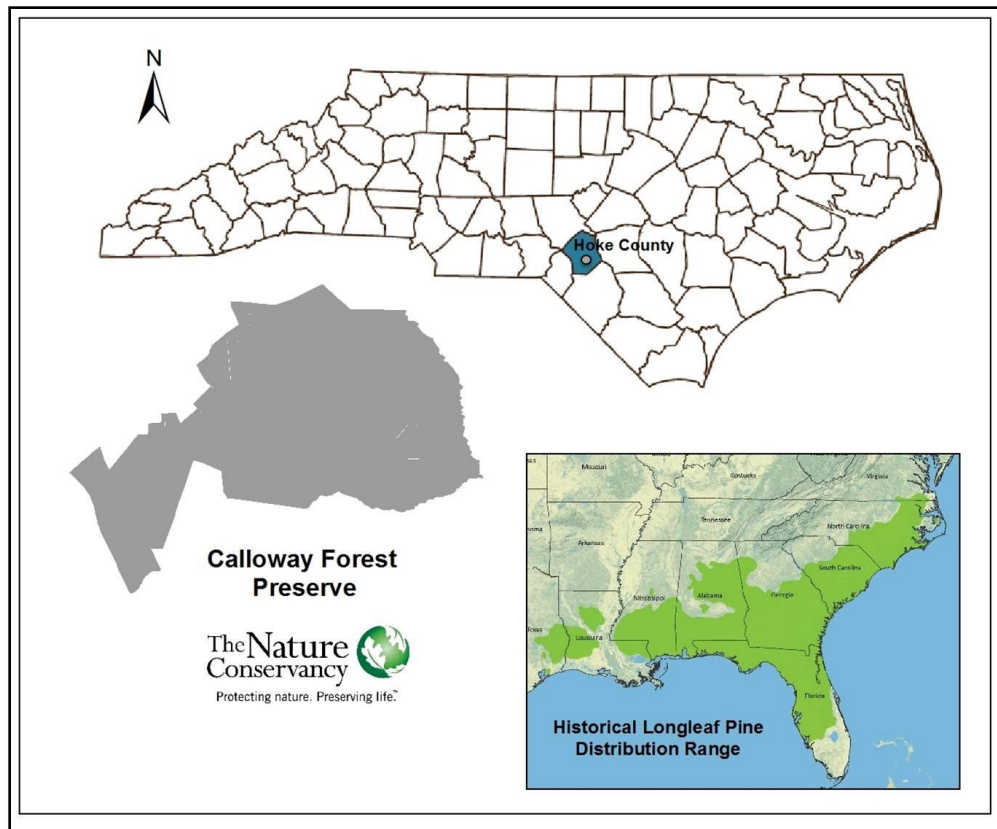 N
Hoke County
Calloway Forest
Preserve
The Nature
Conservancy
Protecting nature. Preserving life.™
Missouri
Kentucky
Virginia
Tennessee
North Carolina
Arkansas
South Carolina
Mississippi
Alabama
Georgia
Texas
Louisiana
Florida
Historical Longleaf Pine
Distribution Range